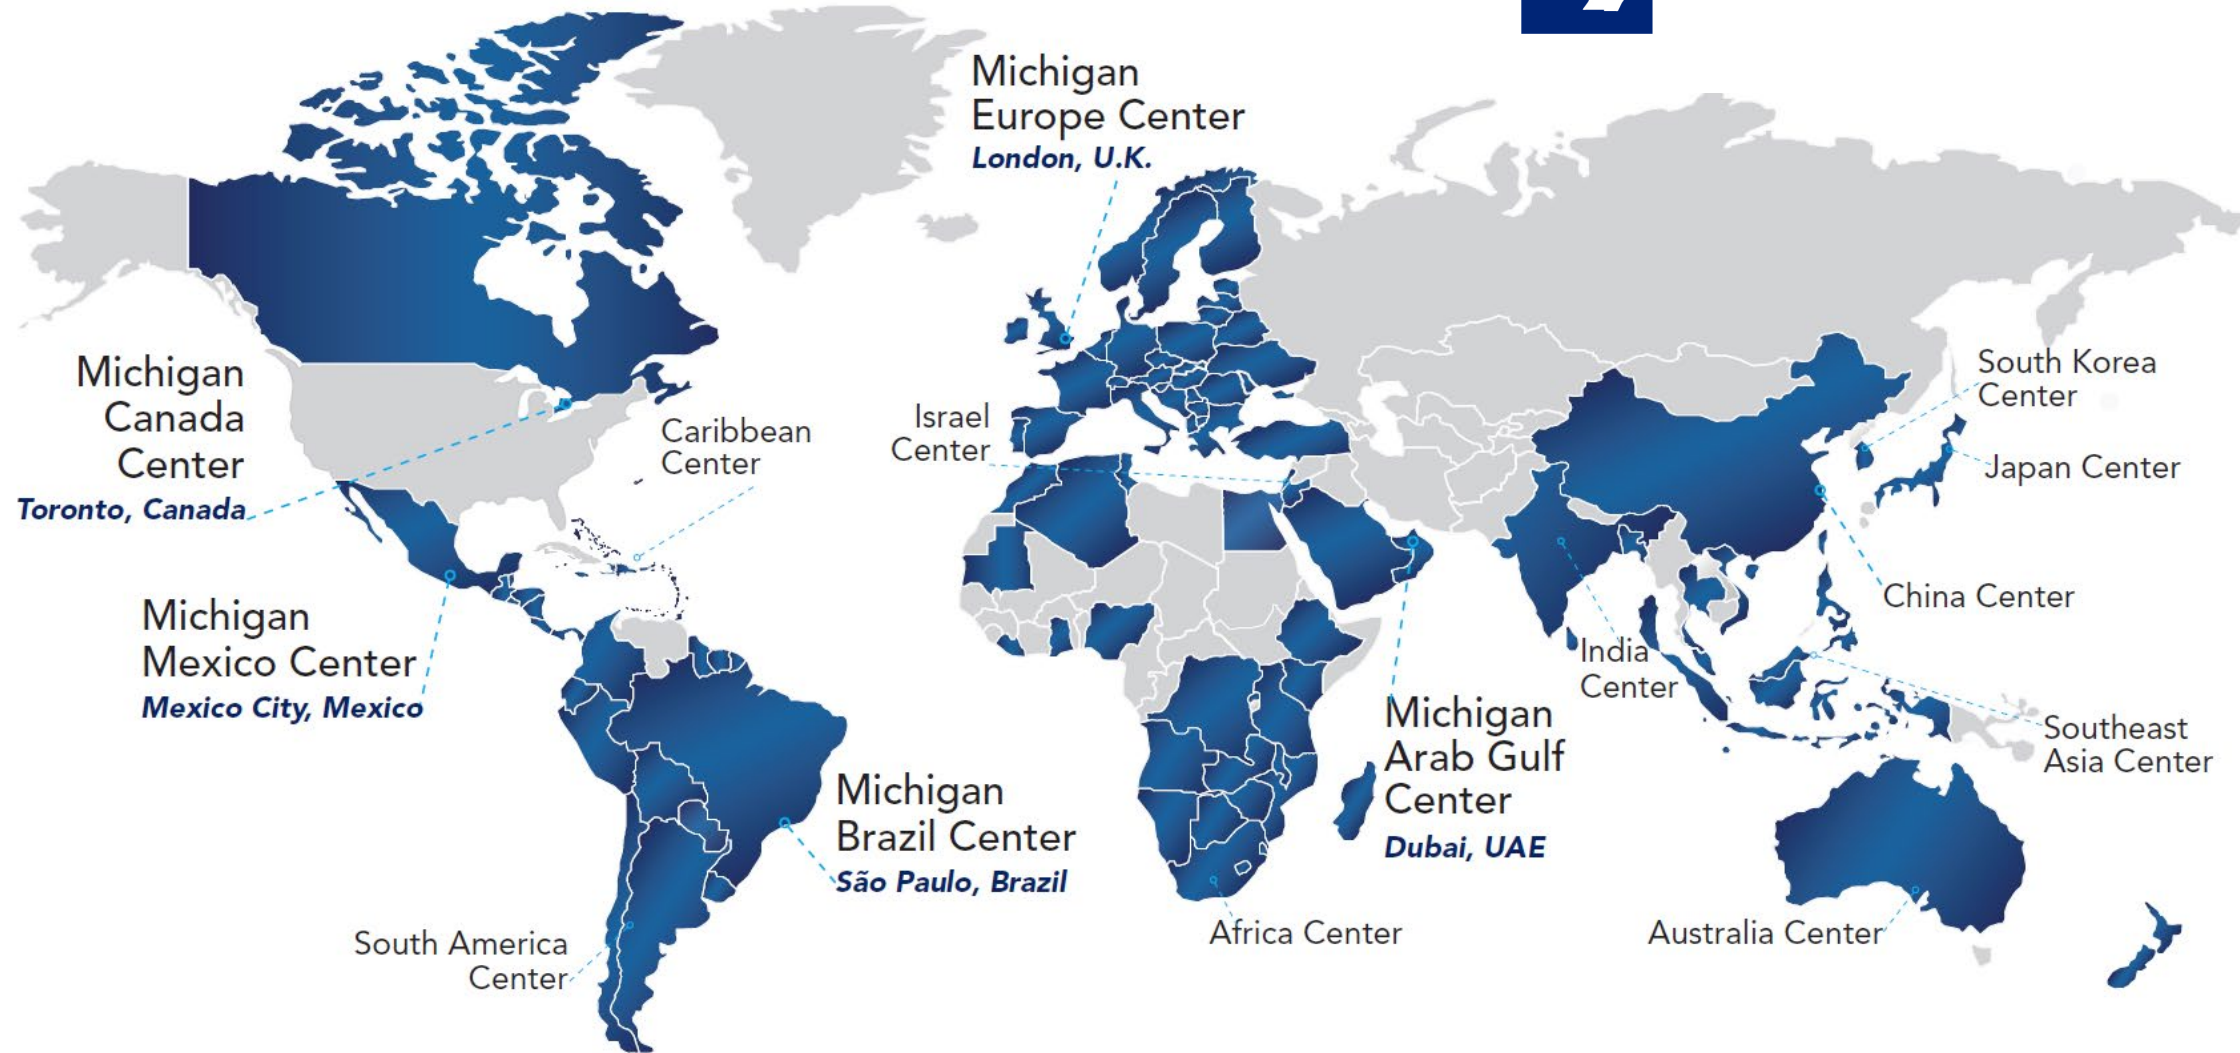 Michigan
Europe Center
London, U.K.
Michigan
Canada
Center
Toronto, Canada
Caribbean
Center
Israel
Center
South Korea
Center
Japan Center
China Center
Michigan
Mexico Center
Mexico City, Mexico
India
Center
Michigan
Arab Gulf
Center
Dubai, UAE
Southeast
Asia Center
Michigan
Brazil Center
São Paulo, Brazil
South America
Center
Africa Center
Australia Center